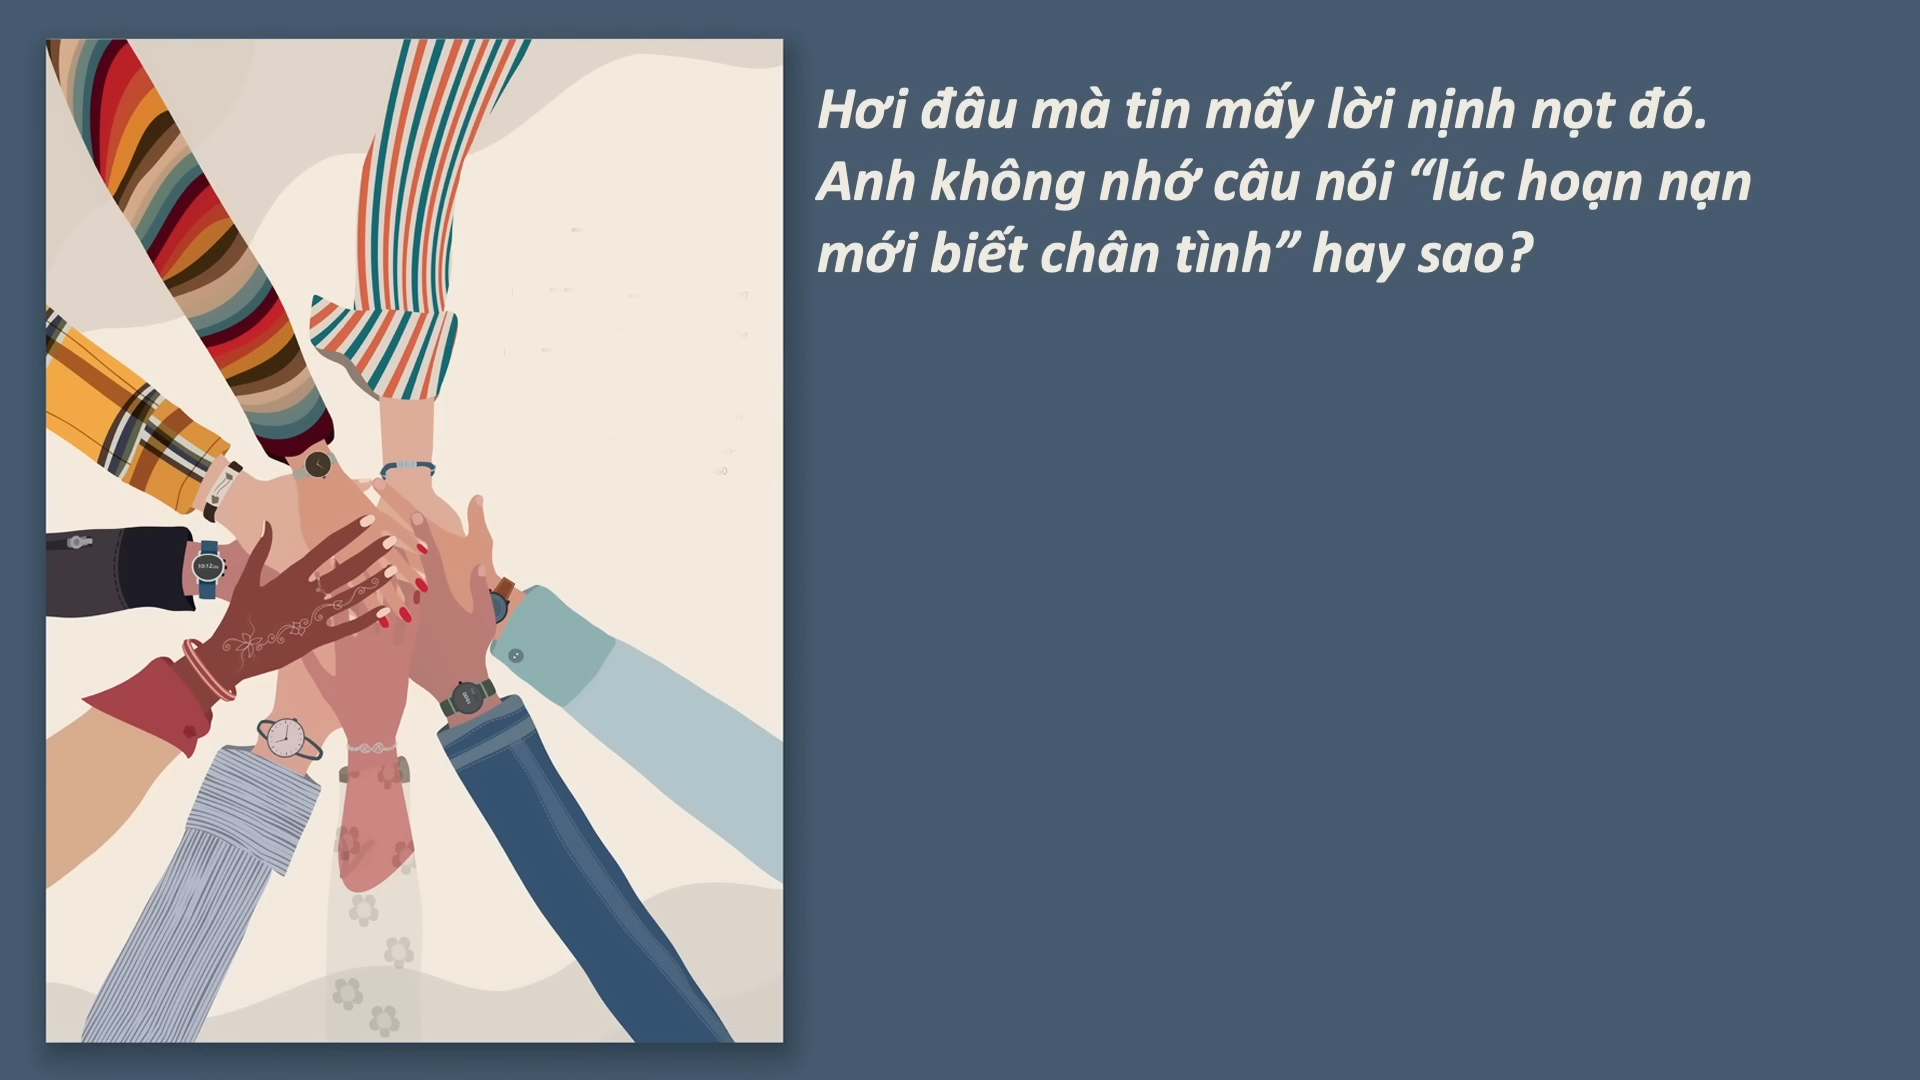 Hơi đâu mà tin mấy lời nịnh nọt đó.
Anh không nhớ câu nói “lúc hoạn nạn
mới biết chân tình” hay sao?